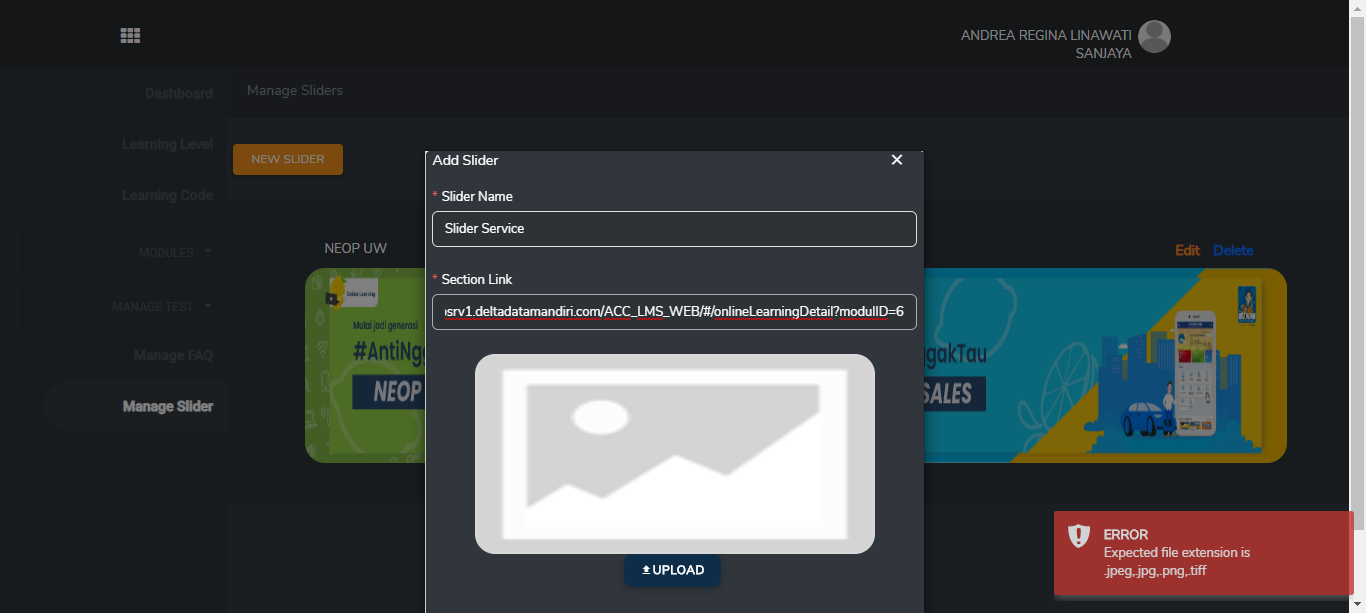 ANDREA REGINA LINAWATI
SANJAYA
Dashboard
Manage Sliders
Learning Level
NEW SLIDER
Learning Code
MODULES
MANAGE TEST
Manage FAQ
Manage Slider
Add Slider
* Slider Name
Slider Service
* Section Link
srv1.deltadatamandiri.com/ACC_LMS_WEB/#/onlineLearningDetail?modulID=6
UPLOAD
NEOP UW
Online Learning
Mulai jadi generasi
#AntiNgg
NEOP
Edit Delete
gakTau
SALES
ERROR
Expected file extension is
.jpeg,.jpg,.png,.tiff